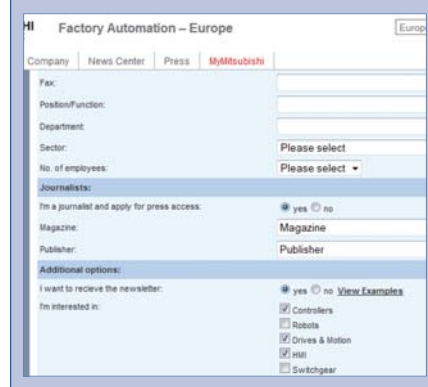 HI Factory Automation – Europe Europ
Company News Center Press MyMitsubishi
Fax:
Position/Function:
Department:
Sector: Please select
No. of employees: Please select
Journalists:
I'm a journalist and apply for press access: yes no
Magazine: Magazine
Publisher: Publisher
Additional options:
I want to recieve the newsletter: yes no View Examples
I'm interested in: Controllers
Robots
Drives & Motion
HMI
Switchgear